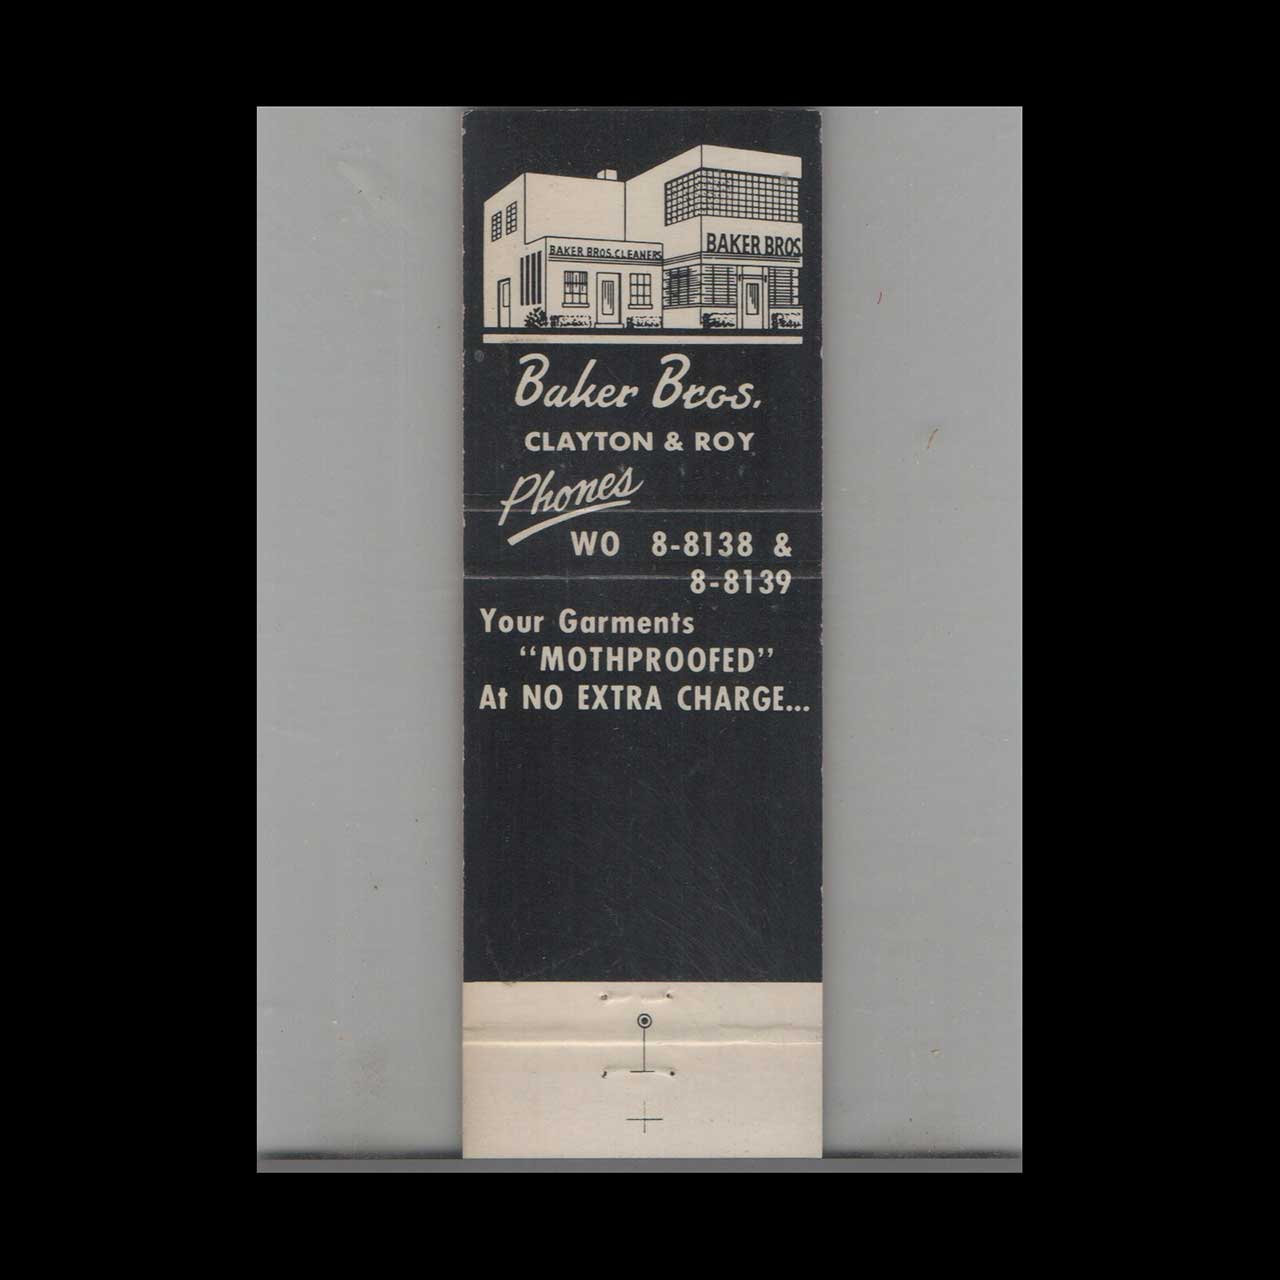 BAKER BROS. CLEANERS
BAKER BROS.
Baker Bros.
CLAYTON & ROY
Phones
WO 8-8138 &
8-8139
Your Garments
“MOTHPROOFED”
At NO EXTRA CHARGE...